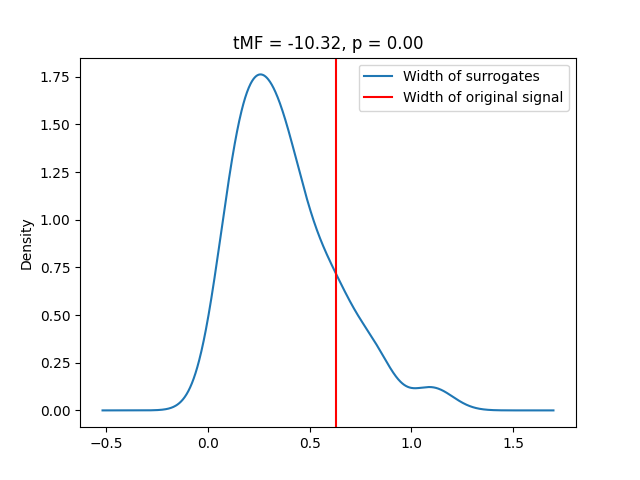 tMF = -10.32, p = 0.00
Width of surrogates
Width of original signal
Density
1.75
1.50
1.25
1.00
0.75
0.50
0.25
0.00
−0.5 0.0 0.5 1.0 1.5